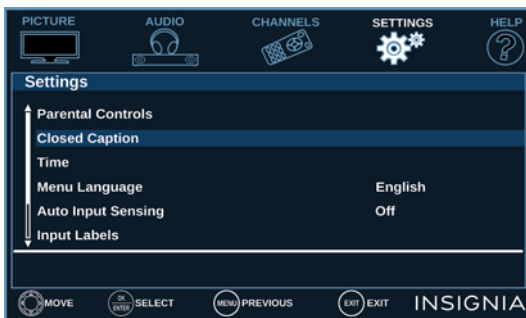 PICTURE AUDIO CHANNELS SETTINGS HELP
Settings
Parental Controls
Closed Caption
Time
Menu Language English
Auto Input Sensing Off
Input Labels
MOVE OK ENTER SELECT MENU PREVIOUS EXIT EXIT INSIGNIA